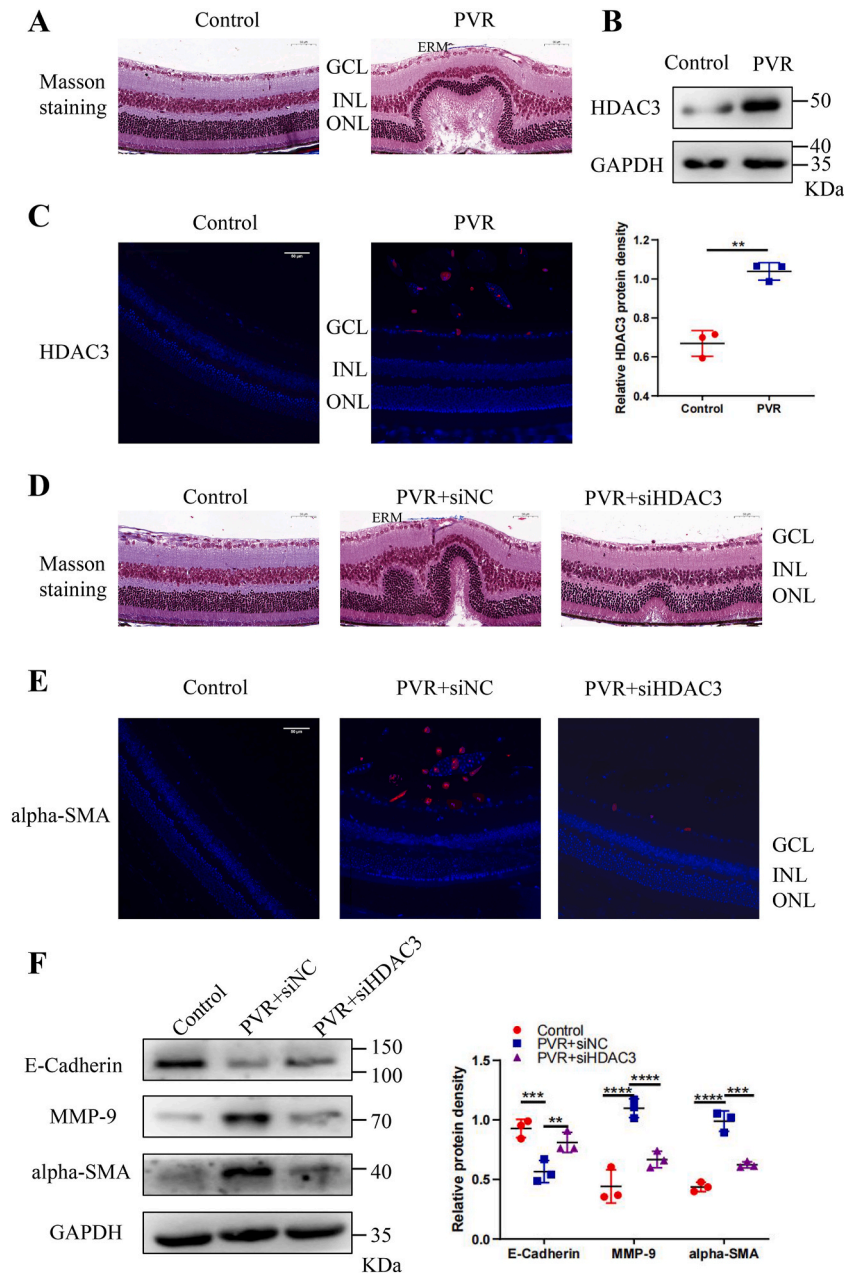 A
Control
PVR
Masson
staining
ERM
GCL
INL
ONL
B
Control
PVR
HDAC3
50
40
GAPDH
35
KDa
C
Control
PVR
HDAC3
50 μm
GCL
INL
ONL
Relative HDAC3 protein density
1.2
1.0
0.8
0.6
0.4
**
Control
PVR
D
Control
PVR+siNC
PVR+siHDAC3
Masson
staining
ERM
GCL
INL
ONL
E
Control
PVR+siNC
PVR+siHDAC3
alpha-SMA
50 μm
GCL
INL
ONL
F
Control
PVR+siNC
PVR+siHDAC3
E-Cadherin
150
100
MMP-9
70
alpha-SMA
40
GAPDH
35
KDa
Control
PVR+siNC
PVR+siHDAC3
Relative protein density
1.5
1.0
0.5
0.0
*** ** **** **** **** ***
E-Cadherin
MMP-9
alpha-SMA